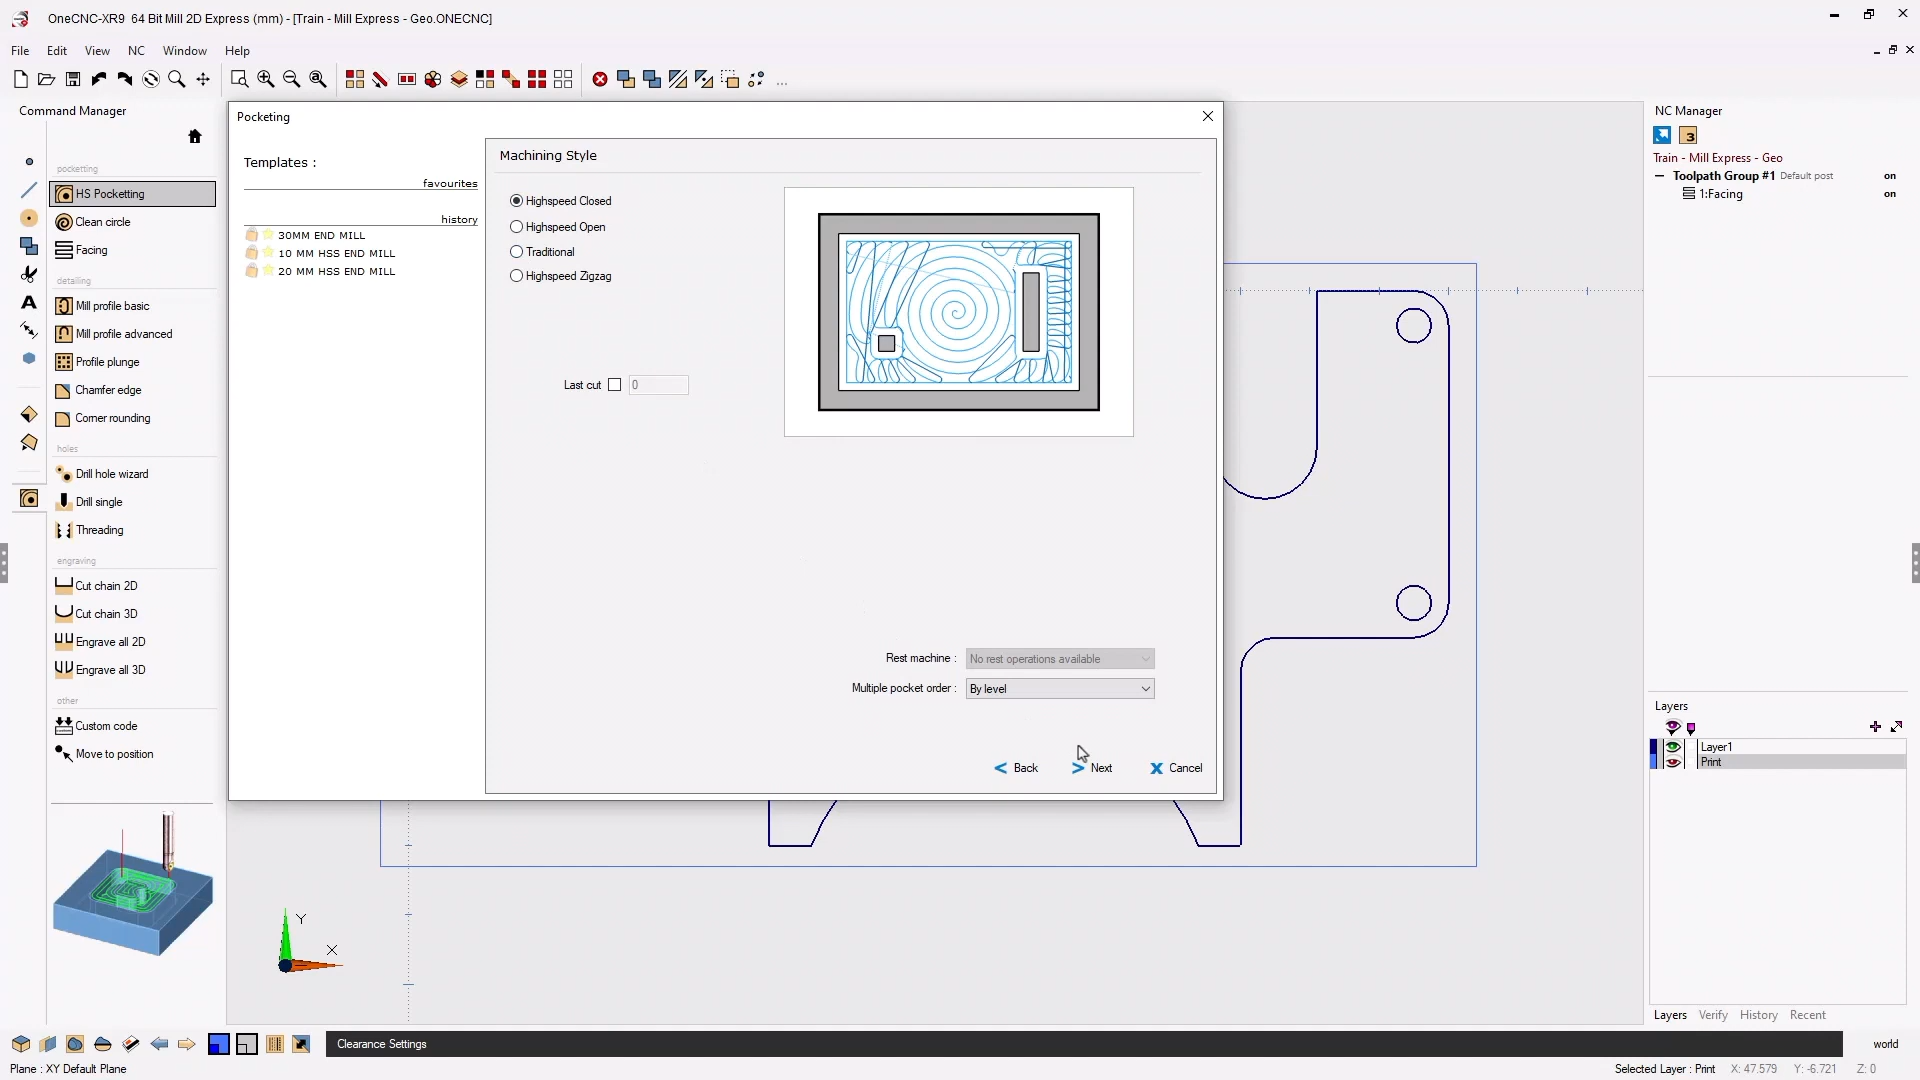 OneCNC-XR9 64 Bit Mill 2D Express (mm) - [Train - Mill Express - Geo.ONECNC]
File Edit View NC Window Help
...
Command Manager
pocketting
HS Pocketting
Clean circle
Facing
detailing
Mill profile basic
Mill profile advanced
Profile plunge
Chamfer edge
Corner rounding
holes
Drill hole wizard
Drill single
Threading
engraving
Cut chain 2D
Cut chain 3D
Engrave all 2D
Engrave all 3D
other
Custom code
Move to position
Pocketing
Templates :
favourites
history
30MM END MILL
10 MM HSS END MILL
20 MM HSS END MILL
Machining Style
Highspeed Closed
Highspeed Open
Traditional
Highspeed Zigzag
Last cut 0
Rest machine : No rest operations available
Multiple pocket order : By level
< Back > Next X Cancel
Y
X
NC Manager
3
Train - Mill Express - Geo
Toolpath Group #1 Default post on
1:Facing on
Layers
Layer1
Print
Layers Verify History Recent
Clearance Settings world
Plane : XY Default Plane Selected Layer : Print X: 47.579 Y: -6.721 Z: 0